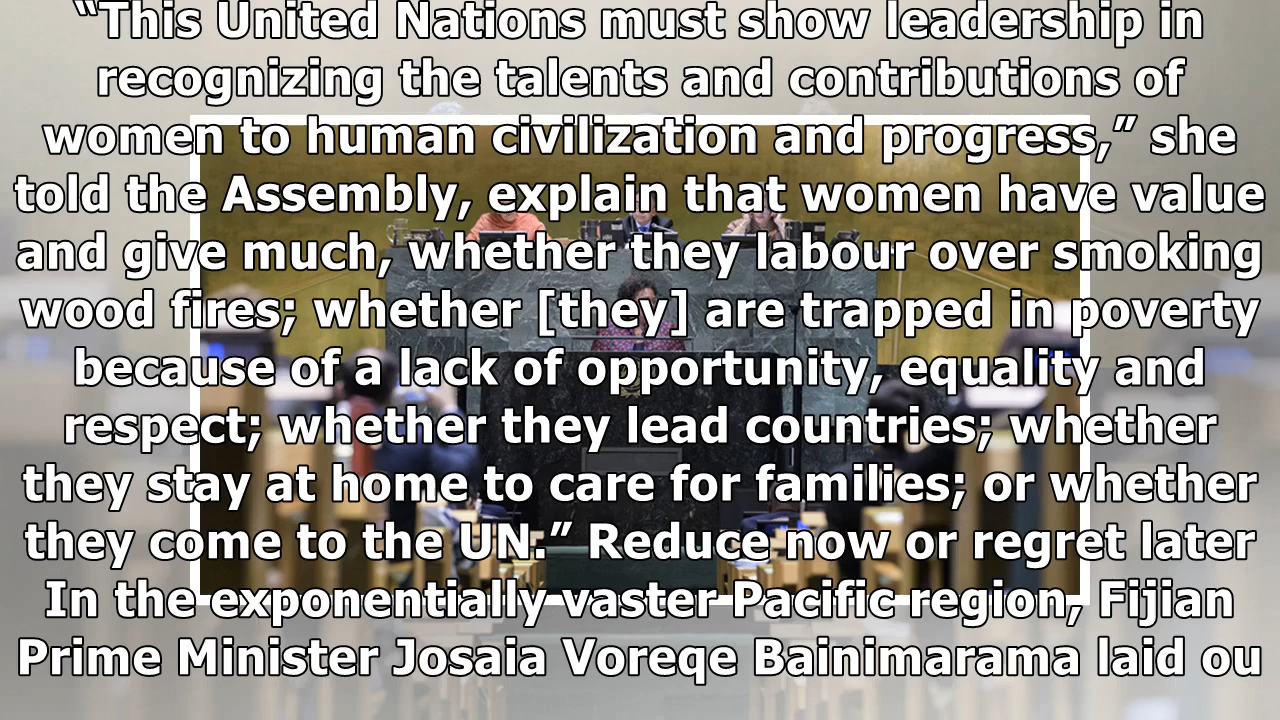 “This United Nations must show leadership in
recognizing the talents and contributions of
women to human civilization and progress,” she
told the Assembly, explain that women have value
and give much, whether they labour over smoking
wood fires; whether [they] are trapped in poverty
because of a lack of opportunity, equality and
respect; whether they lead countries; whether
they stay at home to care for families; or whether
they come to the UN.” Reduce now or regret later
In the exponentially vaster Pacific region, Fijian
Prime Minister Josaia Voreqe Bainimarama laid ou